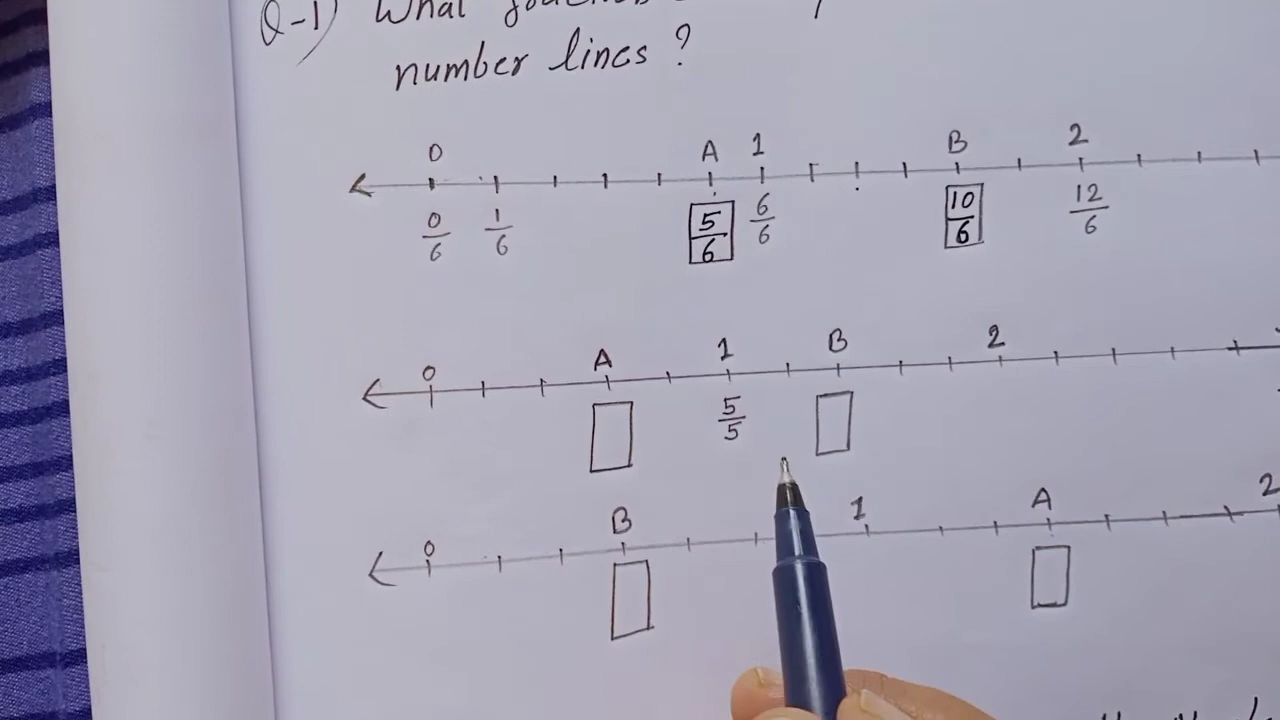 Q-1) What
number lines ?
0 A 1 B 2
0/6 1/6 5/6 6/6 10/6 12/6
0 A 1 B 2
5/5
0 B 1 A 2